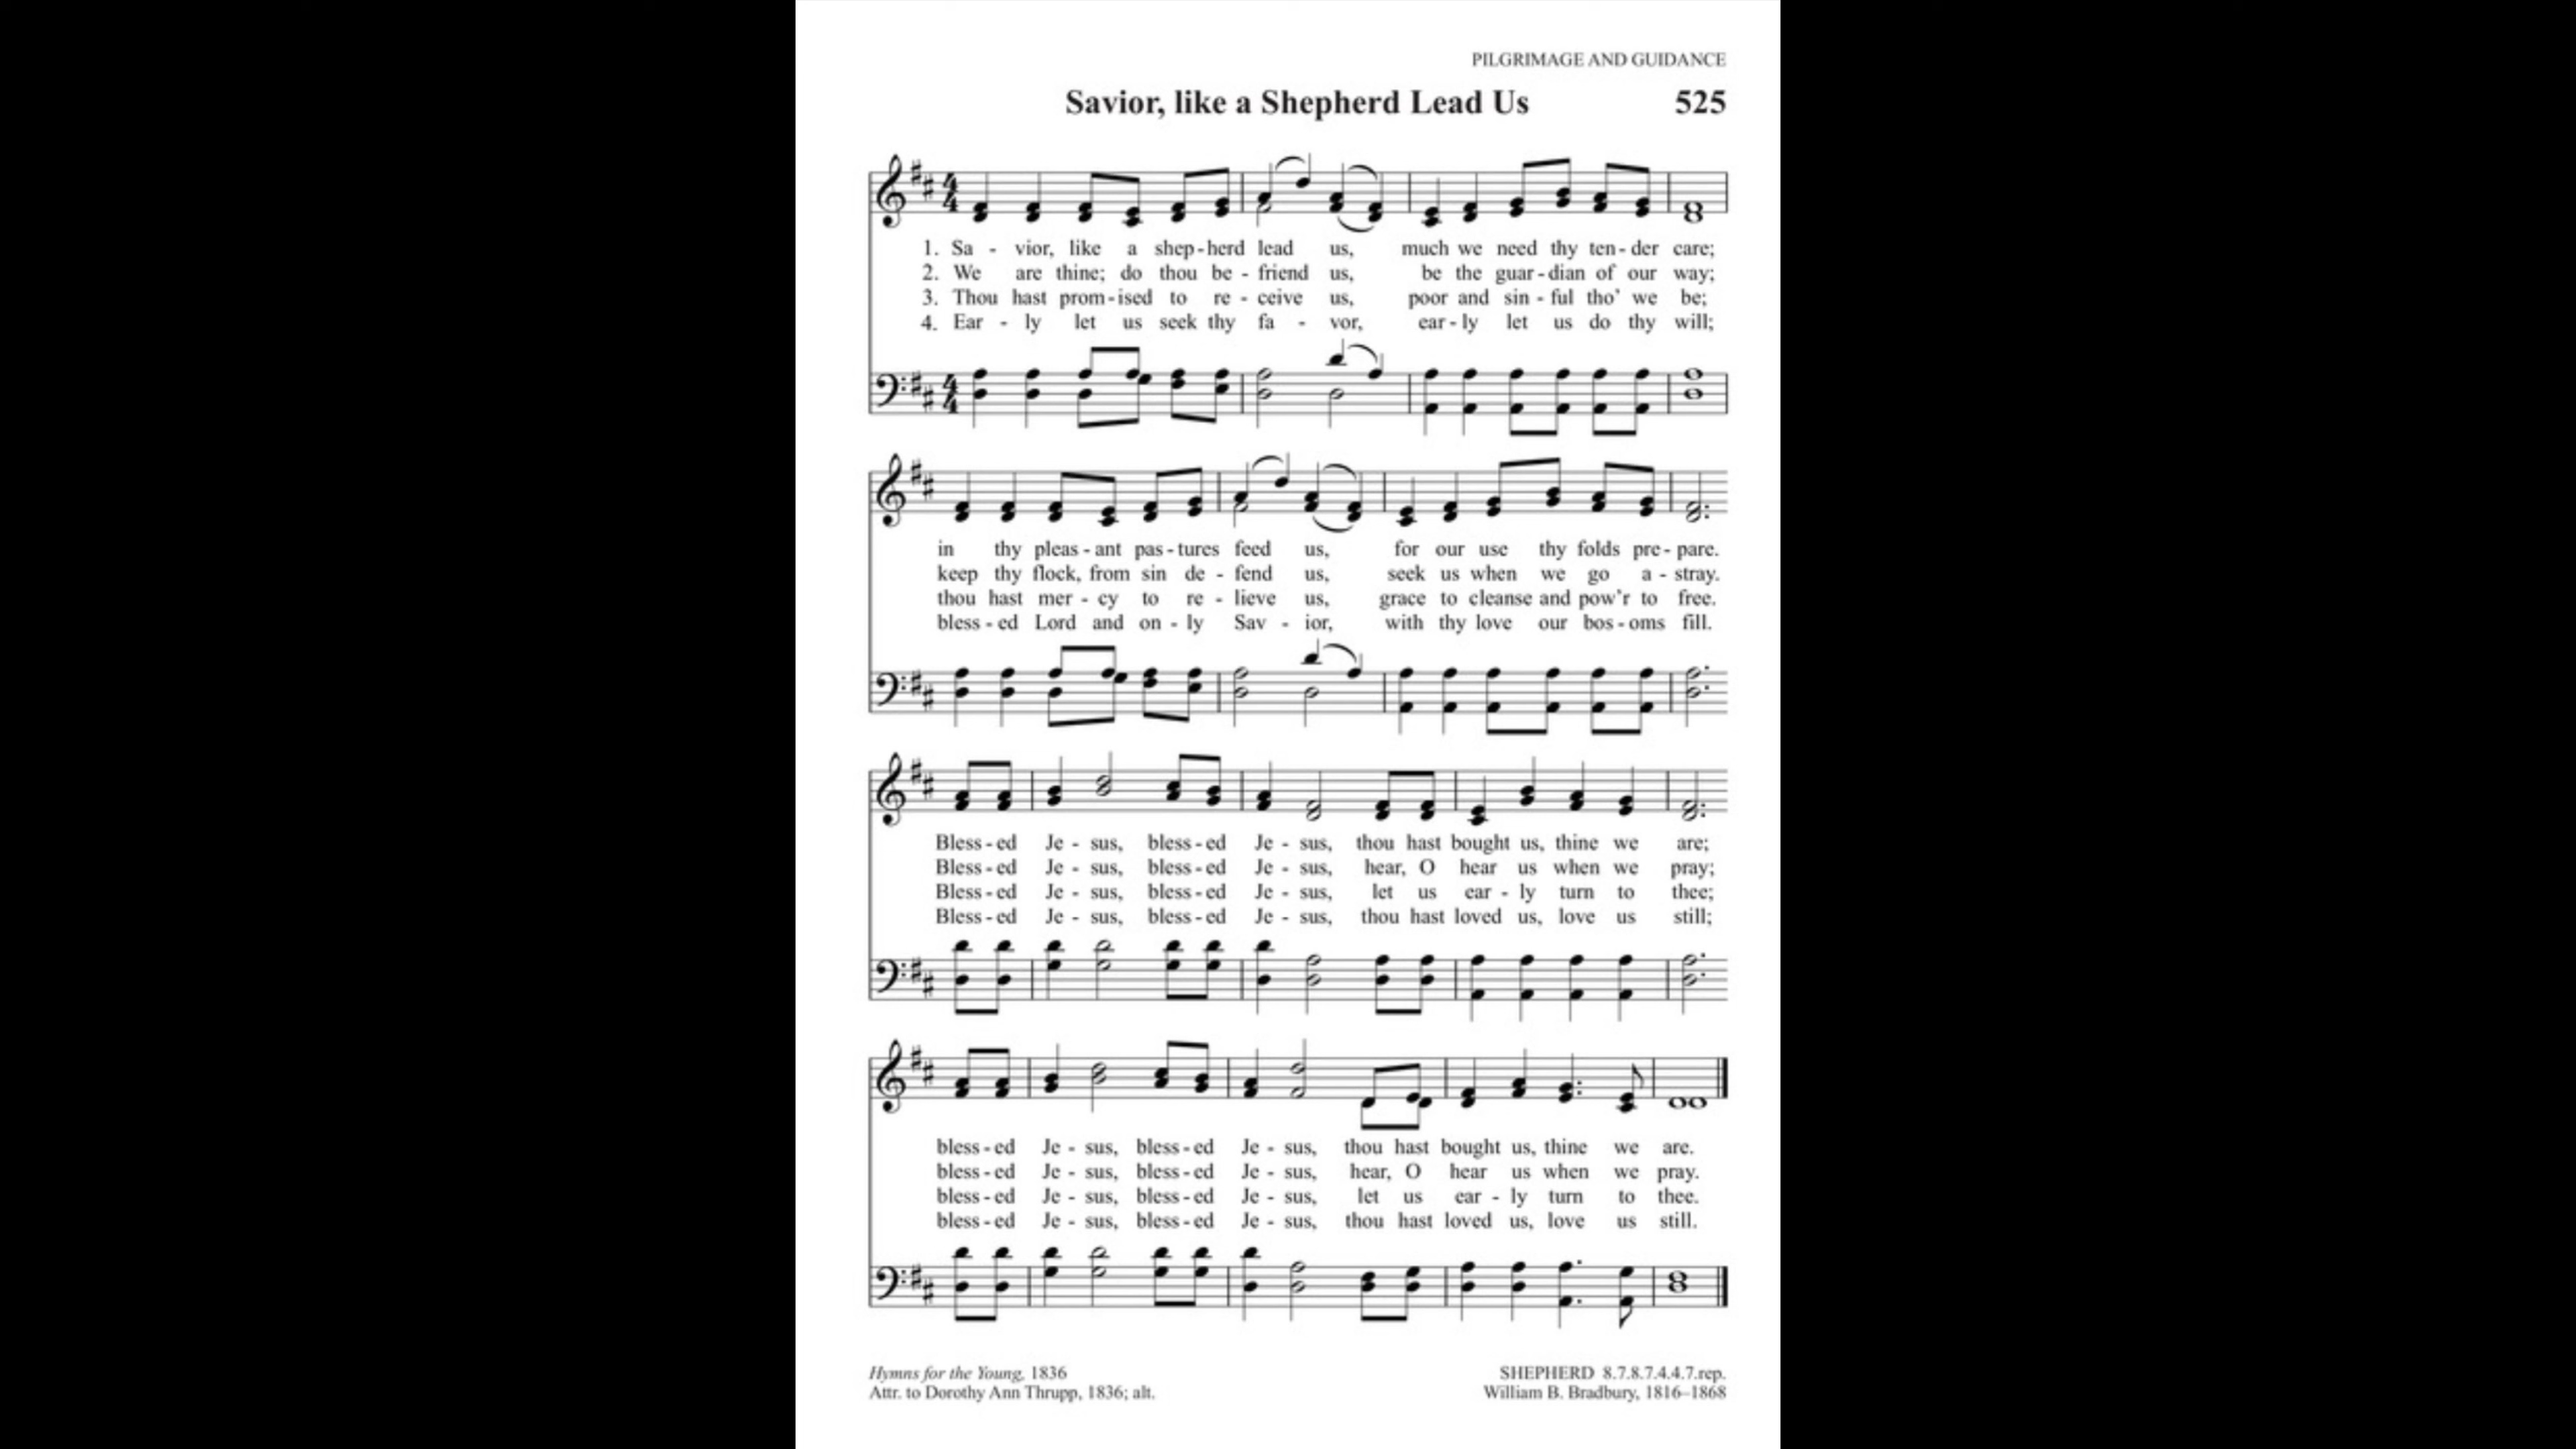 PILGRIMAGE AND GUIDANCE
Savior, like a Shepherd Lead Us 525
1. Sa - vior, like a shep - herd lead us, much we need thy ten - der care;
2. We are thine; do thou be - friend us, be the guar - dian of our way;
3. Thou hast prom - ised to re - ceive us, poor and sin - ful tho' we be;
4. Ear - ly let us seek thy fa - vor, ear - ly let us do thy will;
in thy pleas - ant pas - tures feed us, for our use thy folds pre - pare.
keep thy flock, from sin de - fend us, seek us when we go a - stray.
thou hast mer - cy to re - lieve us, grace to cleanse and pow'r to free.
bless - ed Lord and on - ly Sav - ior, with thy love our bos - oms fill.
Bless - ed Je - sus, bless - ed Je - sus, thou hast bought us, thine we are;
Bless - ed Je - sus, bless - ed Je - sus, hear, O hear us when we pray;
Bless - ed Je - sus, bless - ed Je - sus, let us ear - ly turn to thee;
Bless - ed Je - sus, bless - ed Je - sus, thou hast loved us, love us still;
bless - ed Je - sus, bless - ed Je - sus, thou hast bought us, thine we are.
bless - ed Je - sus, bless - ed Je - sus, hear, O hear us when we pray.
bless - ed Je - sus, bless - ed Je - sus, let us ear - ly turn to thee.
bless - ed Je - sus, bless - ed Je - sus, thou hast loved us, love us still.
Hymns for the Young, 1836 SHEPHERD 8.7.8.7.4.4.7.rep.
Attr. to Dorothy Ann Thrupp, 1836; alt. William B. Bradbury, 1816–1868